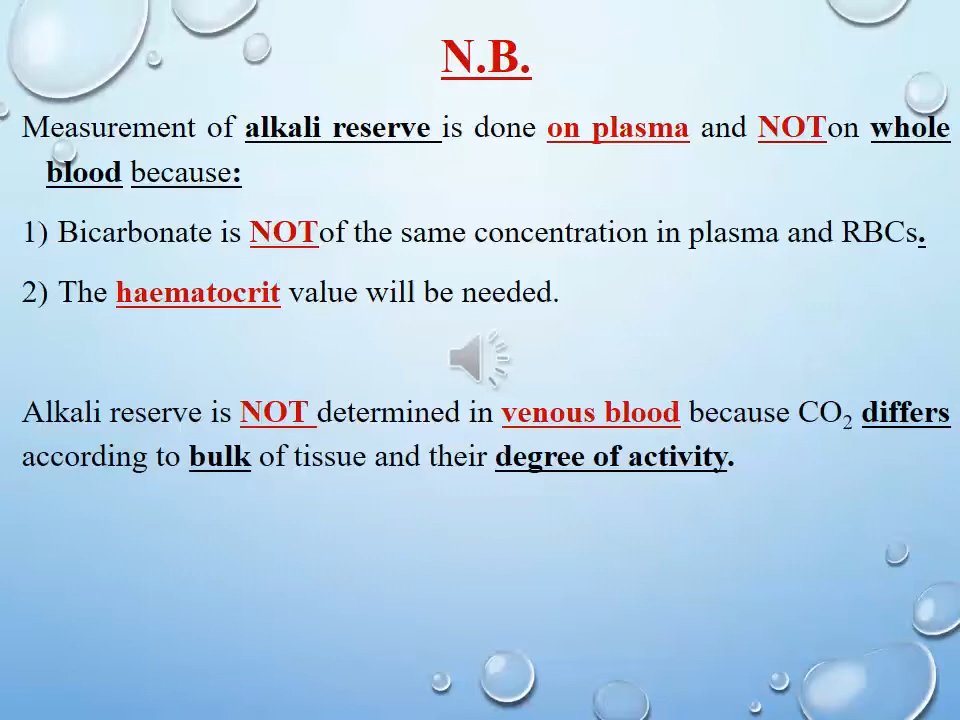 N.B.
Measurement of alkali reserve is done on plasma and NOTon whole
blood because:
1) Bicarbonate is NOTof the same concentration in plasma and RBCs.
2) The haematocrit value will be needed.
Alkali reserve is NOT determined in venous blood because CO₂ differs
according to bulk of tissue and their degree of activity.